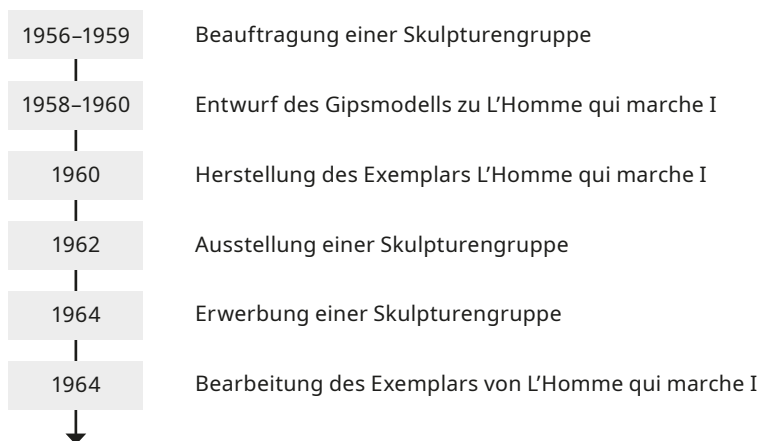 1956–1959 Beauftragung einer Skulpturengruppe
1958–1960 Entwurf des Gipsmodells zu L’Homme qui marche I
1960 Herstellung des Exemplars L’Homme qui marche I
1962 Ausstellung einer Skulpturengruppe
1964 Erwerbung einer Skulpturengruppe
1964 Bearbeitung des Exemplars von L’Homme qui marche I